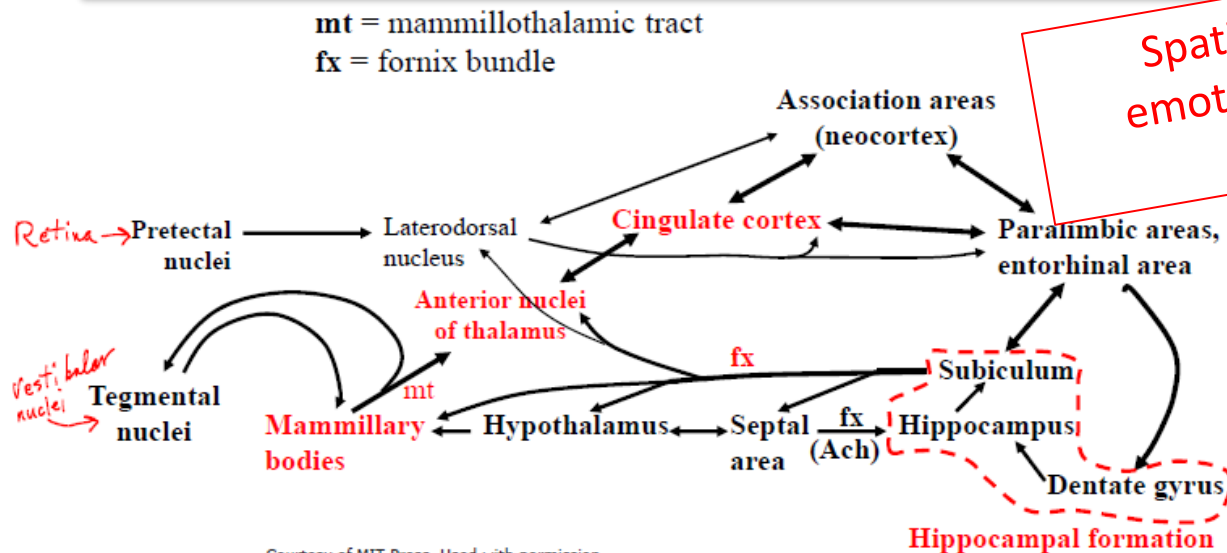 mt = mammillothalamic tract
fx = fornix bundle
Association areas
(neocortex)
Retina
Pretectal
nuclei
Laterodorsal
nucleus
Cingulate cortex
Paralimbic areas,
entorhinal area
Anterior nuclei
of thalamus
Vestibular
nuclei
Tegmental
nuclei
mt
Mammillary
bodies
Hypothalamus
fx
Septal
area
fx
(Ach)
Subiculum
Hippocampus
Dentate gyrus
Hippocampal formation